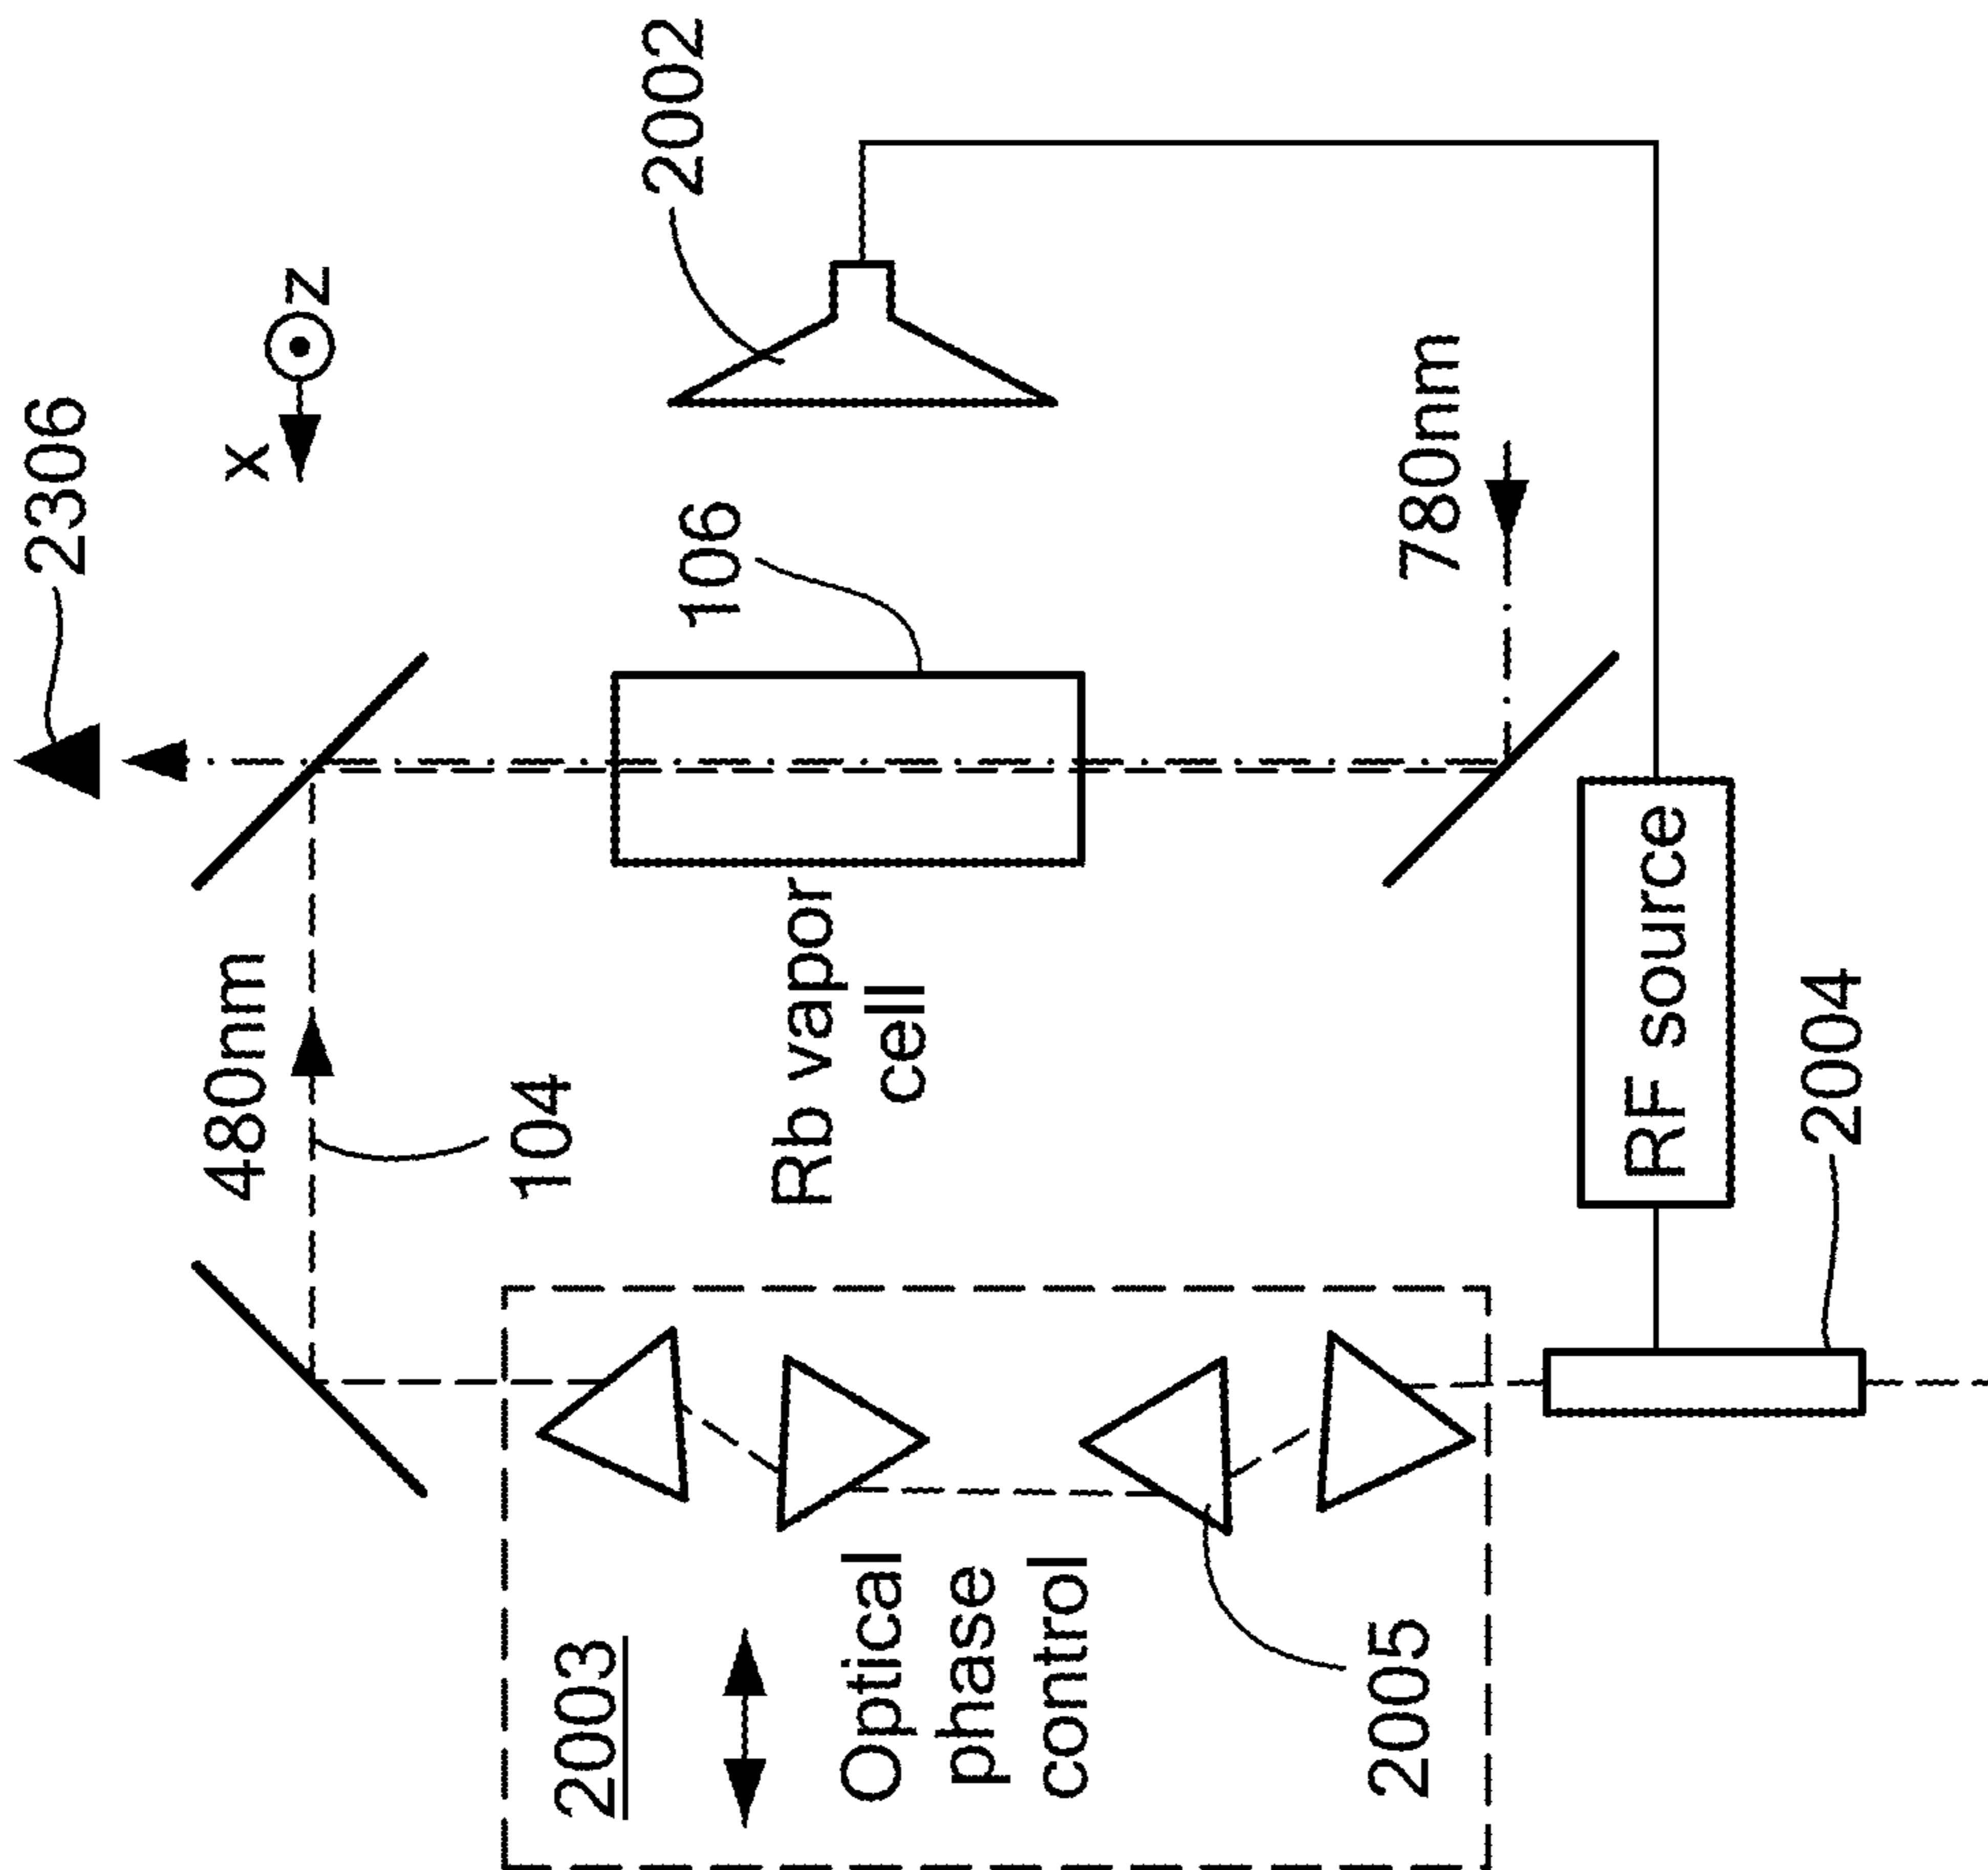 2003
Optical
phase
control
2005
480nm
104
Rb vapor
cell
RF source
2004
2306
x
z
106
780nm
2002